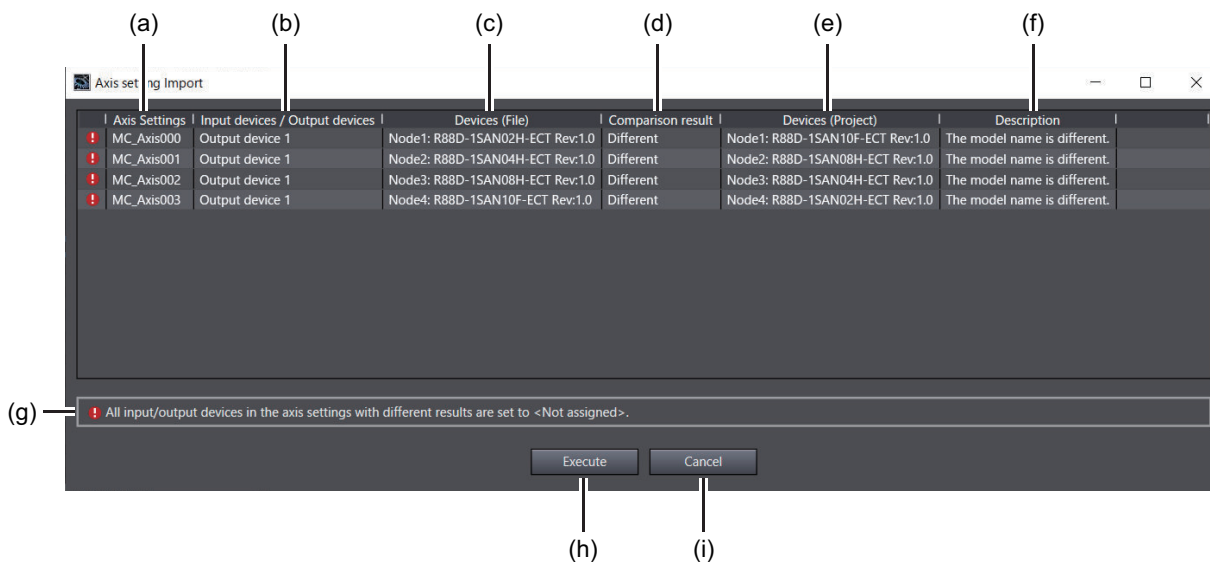 (a) (b) (c) (d) (e) (f)
Axis setting Import
Axis Settings Input devices / Output devices Devices (File) Comparison result Devices (Project) Description
MC_Axis000 Output device 1 Node1: R88D-1SAN02H-ECT Rev:1.0 Different Node1: R88D-1SAN10F-ECT Rev:1.0 The model name is different.
MC_Axis001 Output device 1 Node2: R88D-1SAN04H-ECT Rev:1.0 Different Node2: R88D-1SAN08H-ECT Rev:1.0 The model name is different.
MC_Axis002 Output device 1 Node3: R88D-1SAN08H-ECT Rev:1.0 Different Node3: R88D-1SAN04H-ECT Rev:1.0 The model name is different.
MC_Axis003 Output device 1 Node4: R88D-1SAN10F-ECT Rev:1.0 Different Node4: R88D-1SAN02H-ECT Rev:1.0 The model name is different.
(g) All input/output devices in the axis settings with different results are set to <Not assigned>.
Execute Cancel
(h) (i)